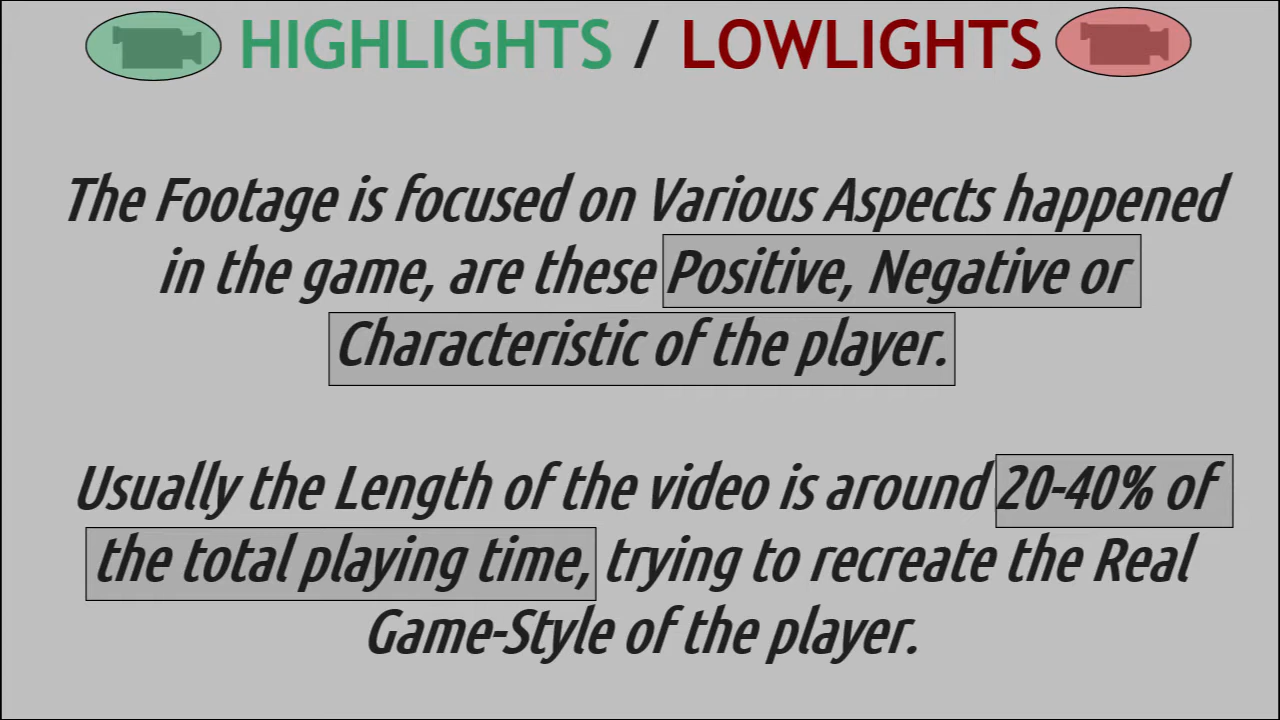 HIGHLIGHTS / LOWLIGHTS
The Footage is focused on Various Aspects happened
in the game, are these Positive, Negative or
Characteristic of the player.
Usually the Length of the video is around 20-40% of
the total playing time, trying to recreate the Real
Game-Style of the player.